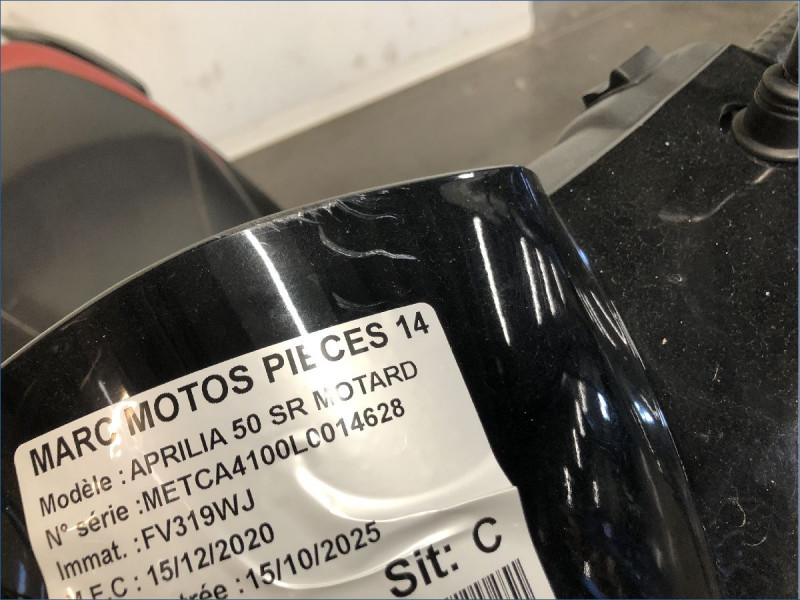 MARC MOTOS PIECES 14
Modèle : APRILIA 50 SR MOTARD
N° série :METCA4100L0014628
Immat. :FV319WJ
M.E.C : 15/12/2020
:15/10/2025
Sit: C